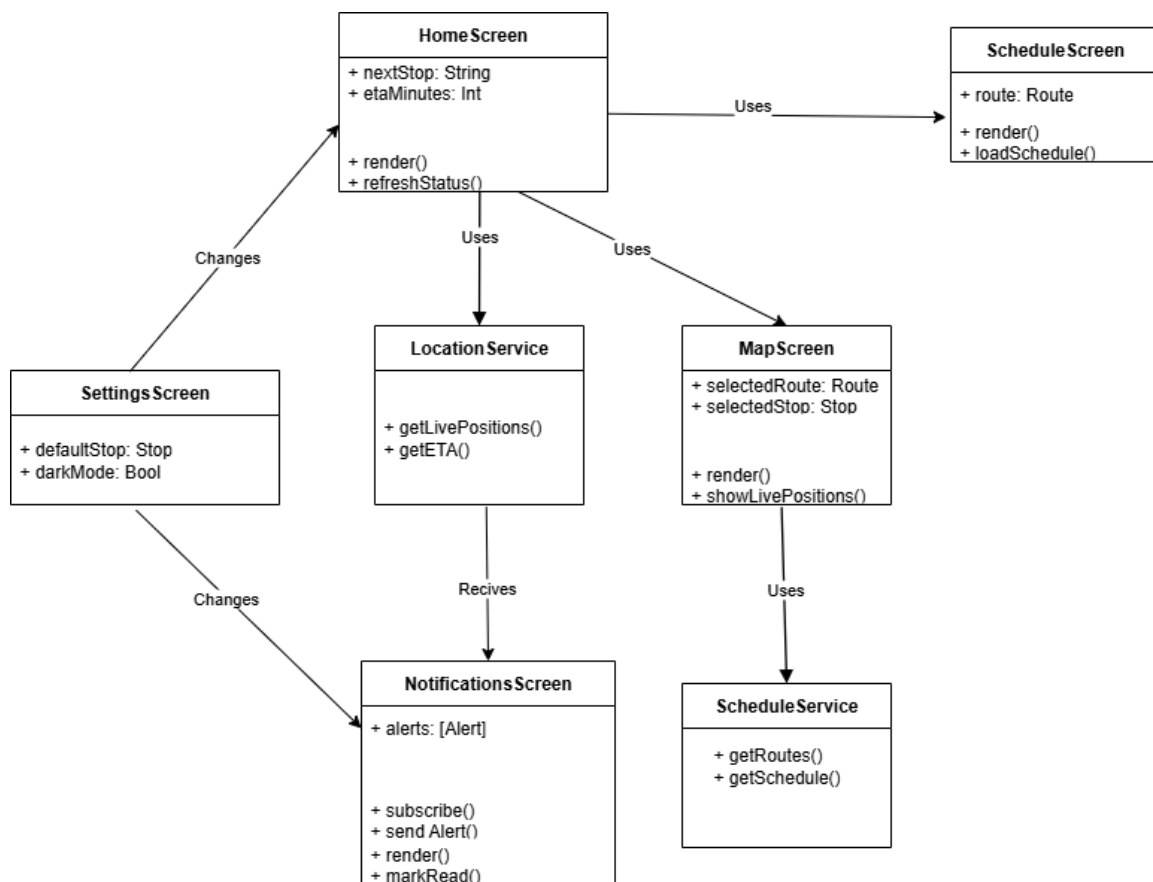 HomeScreen
+ nextStop: String
+ etaMinutes: Int
+ render()
+ refreshStatus()
ScheduleScreen
+ route: Route
+ render()
+ loadSchedule()
Uses
Changes
Uses
Uses
SettingsScreen
+ defaultStop: Stop
+ darkMode: Bool
LocationService
+ getLivePositions()
+ getETA()
MapScreen
+ selectedRoute: Route
+ selectedStop: Stop
+ render()
+ showLivePositions()
Changes
Recives
Uses
NotificationsScreen
+ alerts: [Alert]
+ subscribe()
+ send Alert()
+ render()
+ markRead()
ScheduleService
+ getRoutes()
+ getSchedule()